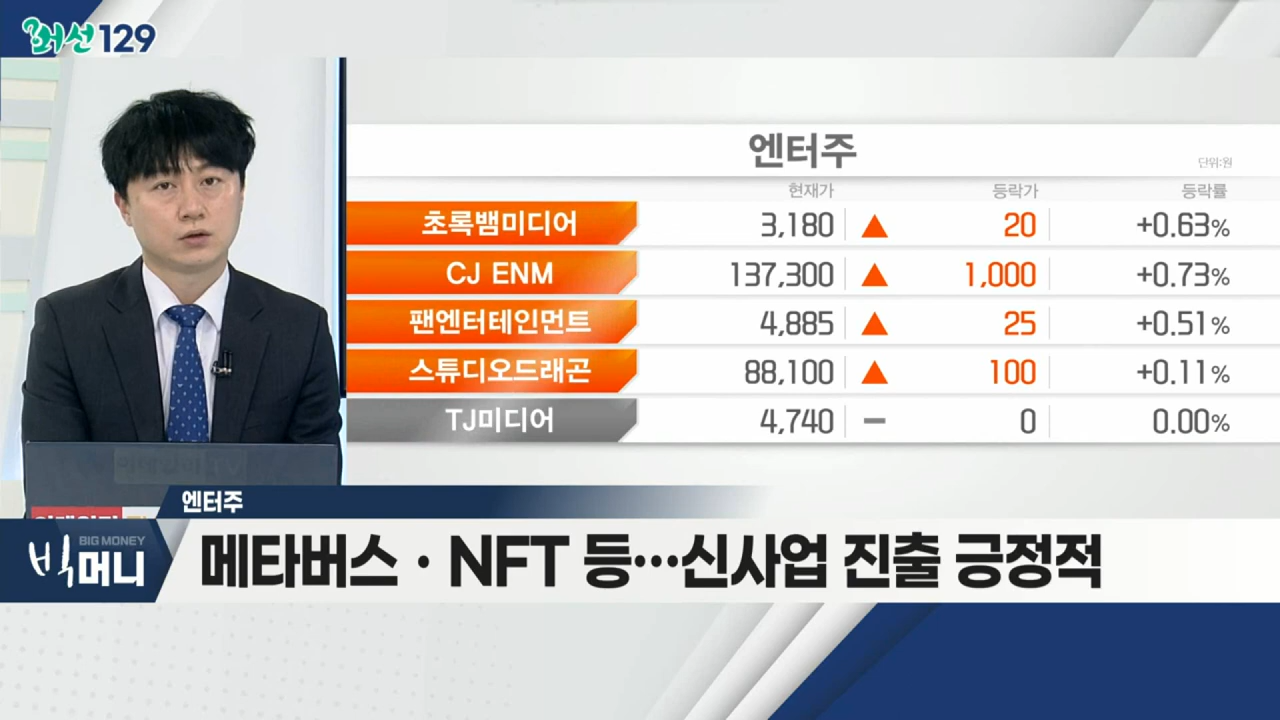 머선129
엔터주
단위:원
현재가 등락가 등락률
초록뱀미디어 3,180 ▲ 20 +0.63%
CJ ENM 137,300 ▲ 1,000 +0.73%
팬엔터테인먼트 4,885 ▲ 25 +0.51%
스튜디오드래곤 88,100 ▲ 100 +0.11%
TJ미디어 4,740 － 0 0.00%
엔터주
BIG MONEY
빅머니
메타버스·NFT 등…신사업 진출 긍정적